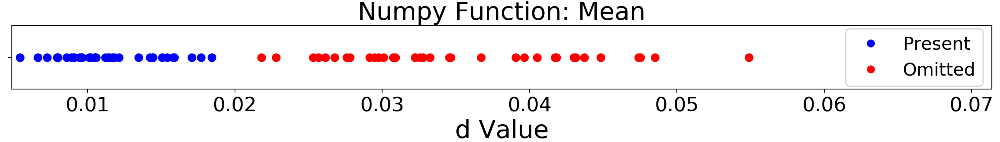 Numpy Function: Mean
Present
Omitted
0.01 0.02 0.03 0.04 0.05 0.06 0.07
d Value